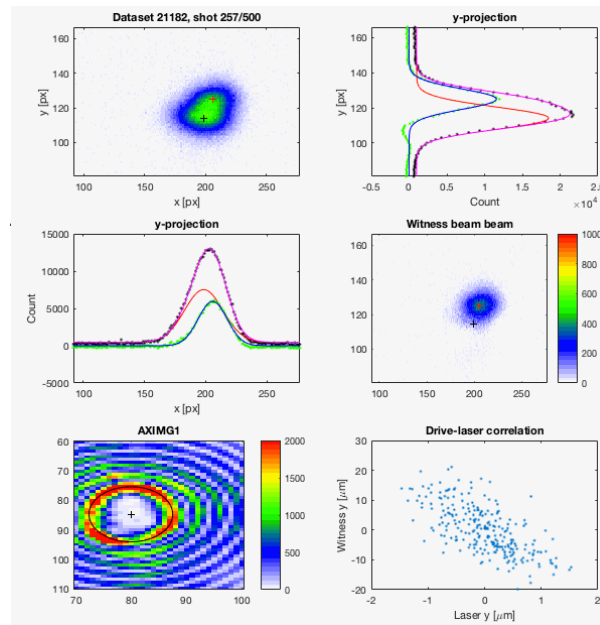 Dataset 21182, shot 257/500
y [px]
160
140
120
100
100 150 200 250
x [px]
y-projection
y [px]
160
140
120
100
-0.5 0 0.5 1 1.5 2 2.5
Count
× 10⁴
y-projection
Count
15000
10000
5000
0
-5000
100 150 200 250
x [px]
Witness beam beam
160
140
120
100
80
100 150 200 250
1000
800
600
400
200
0
AXIMG1
60
70
80
90
100
110
70 80 90 100
2000
1500
1000
500
0
Drive-laser correlation
Witness y [μm]
30
20
10
0
-10
-20
-2 -1 0 1 2
Laser y [μm]